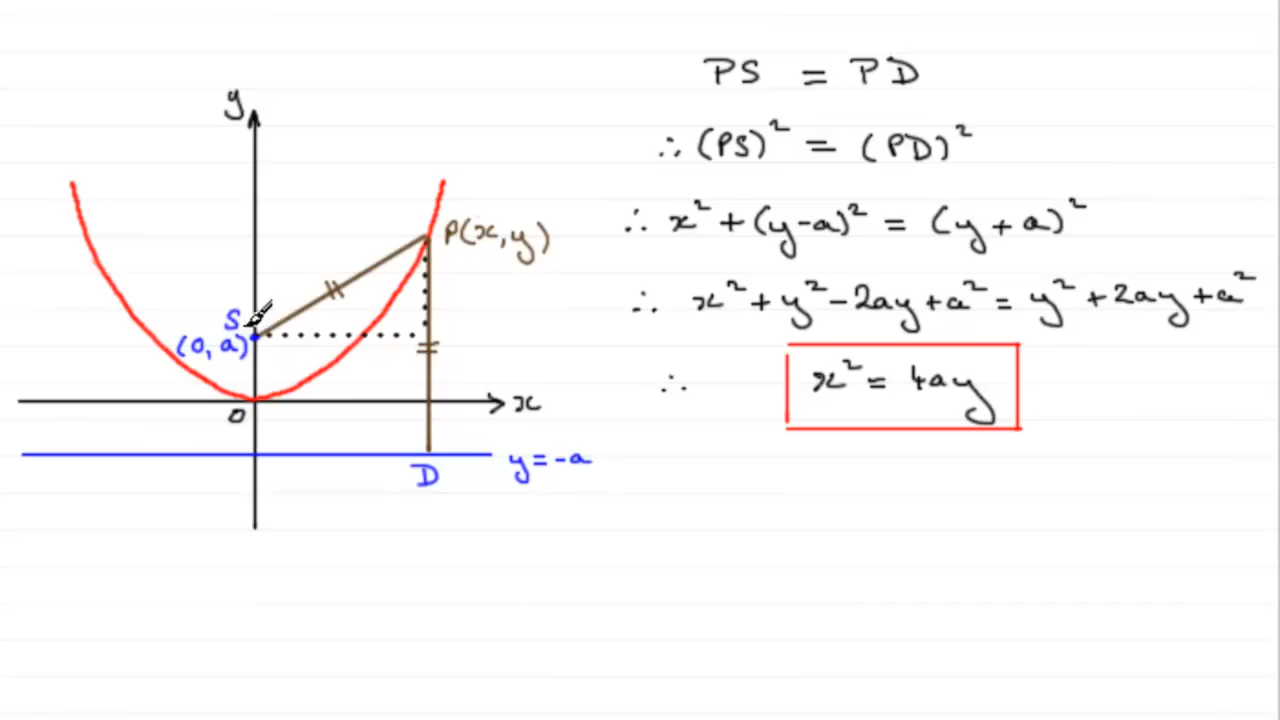 PS = PD
∴ (PS)² = (PD)²
∴ x² + (y-a)² = (y+a)²
∴ x² + y² - 2ay + a² = y² + 2ay + a²
∴ x² = 4ay
y
P(x, y)
S
(0, a)
x
O
y = -a
D